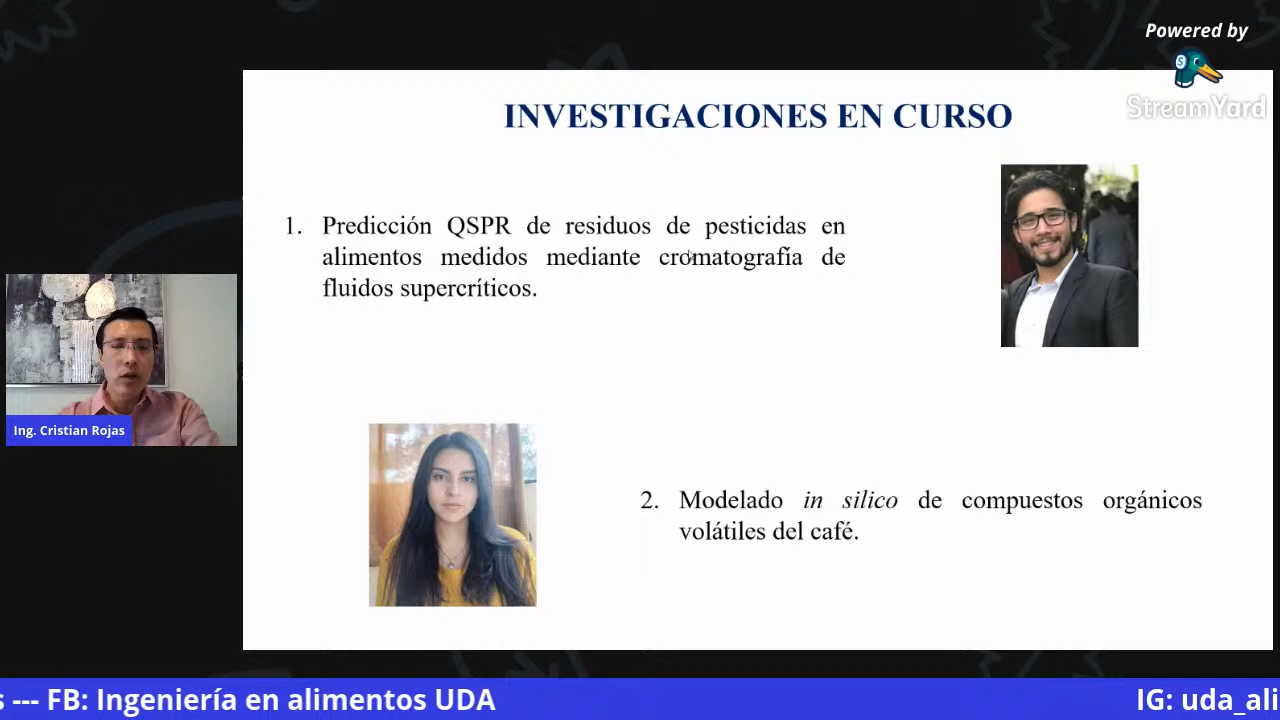 Powered by
StreamYard
INVESTIGACIONES EN CURSO
1. Predicción QSPR de residuos de pesticidas en
alimentos medidos mediante cromatografía de
fluidos supercríticos.
Ing. Cristian Rojas
2. Modelado in silico de compuestos orgánicos
volátiles del café.
s --- FB: Ingeniería en alimentos UDA
IG: uda_ali